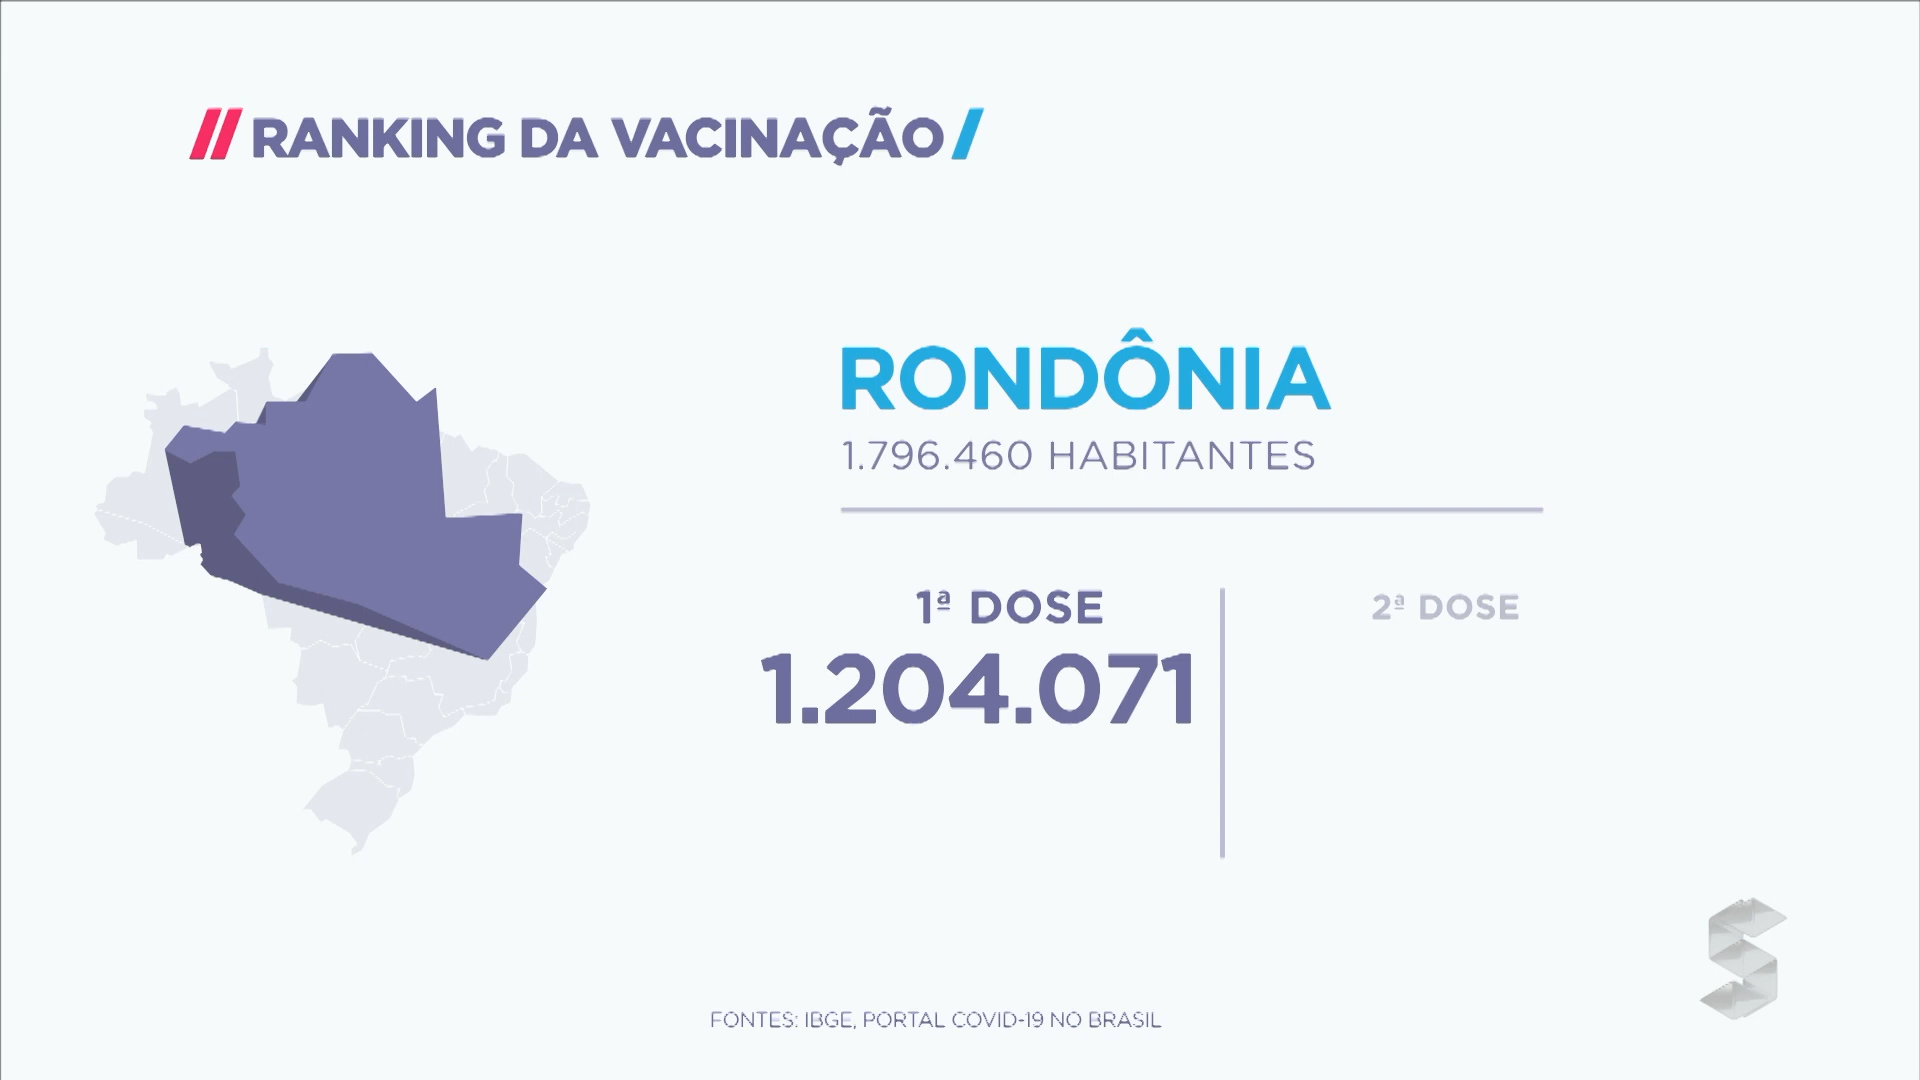 // RANKING DA VACINAÇÃO /
RONDÔNIA
1.796.460 HABITANTES
1ª DOSE
1.204.071
2ª DOSE
FONTES: IBGE, PORTAL COVID-19 NO BRASIL